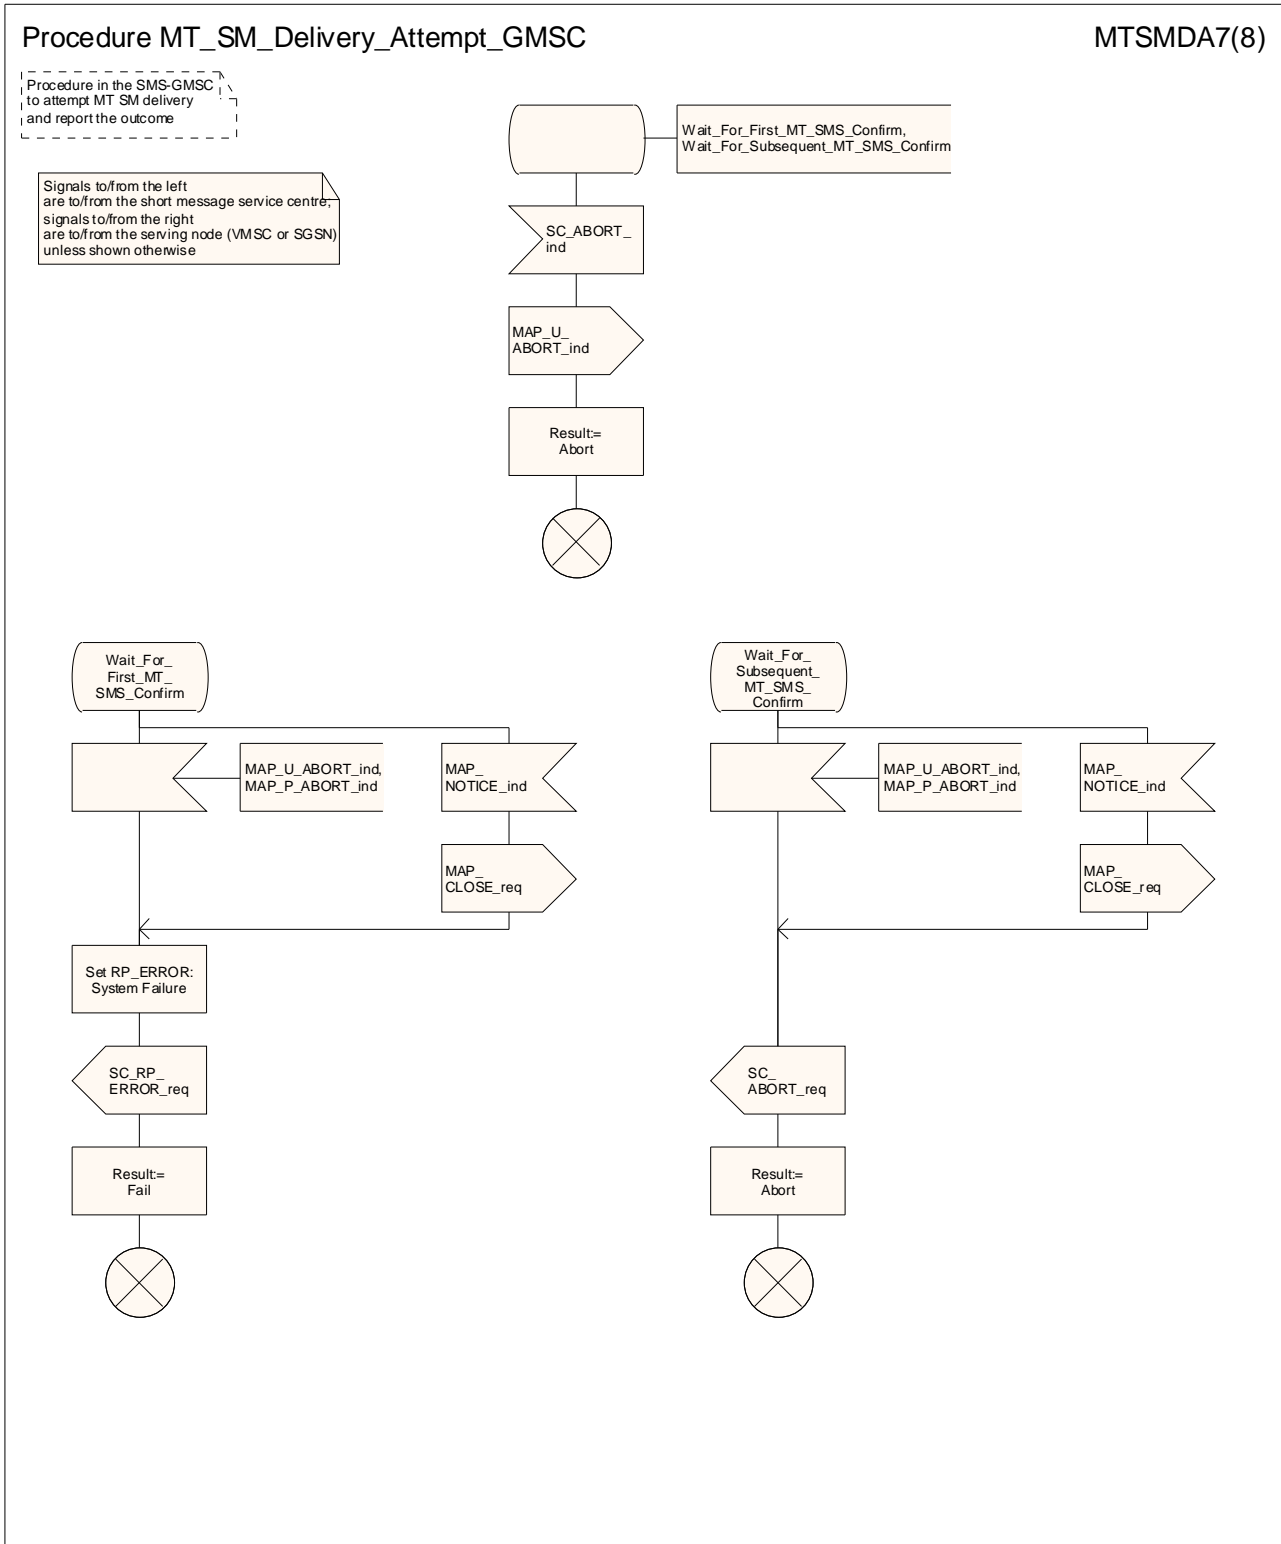 Procedure MT_SM_Delivery_Attempt_GMSC
MTSMDA7(8)
Procedure in the SMS-GMSC
to attempt MT SM delivery
and report the outcome
Signals to/from the left
are to/from the short message service centre;
signals to/from the right
are to/from the serving node (VMSC or SGSN)
unless shown otherwise
Wait_For_First_MT_SMS_Confirm,
Wait_For_Subsequent_MT_SMS_Confirm
SC_ABORT_
ind
MAP_U_
ABORT_ind
Result:=
Abort
Wait_For_
First_MT_
SMS_Confirm
MAP_U_ABORT_ind,
MAP_P_ABORT_ind
MAP_
NOTICE_ind
MAP_
CLOSE_req
Set RP_ERROR:
System Failure
SC_RP_
ERROR_req
Result:=
Fail
Wait_For_
Subsequent_
MT_SMS_
Confirm
MAP_U_ABORT_ind,
MAP_P_ABORT_ind
MAP_
NOTICE_ind
MAP_
CLOSE_req
SC_
ABORT_req
Result:=
Abort